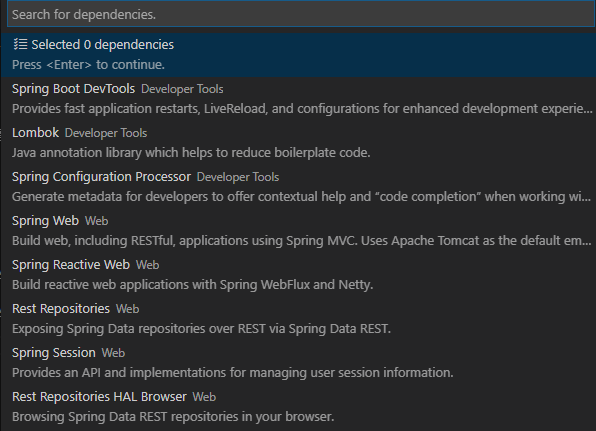 Search for dependencies.
Selected 0 dependencies
Press <Enter> to continue.
Spring Boot DevTools Developer Tools
Provides fast application restarts, LiveReload, and configurations for enhanced development experie...
Lombok Developer Tools
Java annotation library which helps to reduce boilerplate code.
Spring Configuration Processor Developer Tools
Generate metadata for developers to offer contextual help and “code completion” when working wi...
Spring Web Web
Build web, including RESTful, applications using Spring MVC. Uses Apache Tomcat as the default em...
Spring Reactive Web Web
Build reactive web applications with Spring WebFlux and Netty.
Rest Repositories Web
Exposing Spring Data repositories over REST via Spring Data REST.
Spring Session Web
Provides an API and implementations for managing user session information.
Rest Repositories HAL Browser Web
Browsing Spring Data REST repositories in your browser.